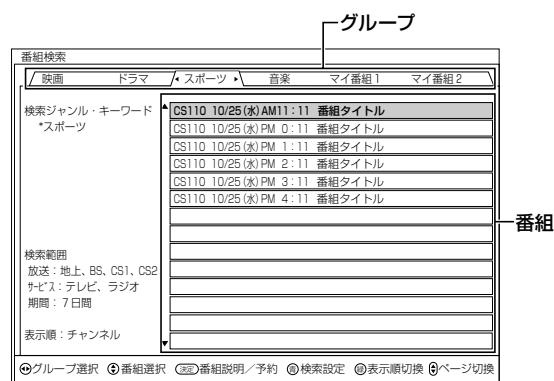 グループ
番組検索
映画 ドラマ スポーツ 音楽 マイ番組1 マイ番組2
検索ジャンル・キーワード
*スポーツ
CS110 10/25(水)AM11:11 番組タイトル
CS110 10/25(水)PM 0:11 番組タイトル
CS110 10/25(水)PM 1:11 番組タイトル
CS110 10/25(水)PM 2:11 番組タイトル
CS110 10/25(水)PM 3:11 番組タイトル
CS110 10/25(水)PM 4:11 番組タイトル
番組
検索範囲
放送:地上、BS、CS1、CS2
サービス:テレビ、ラジオ
期間:7日間
表示順:チャンネル
グループ選択 番組選択 決定 番組説明/予約 青 検索設定 緑 表示順切換 ページ切換